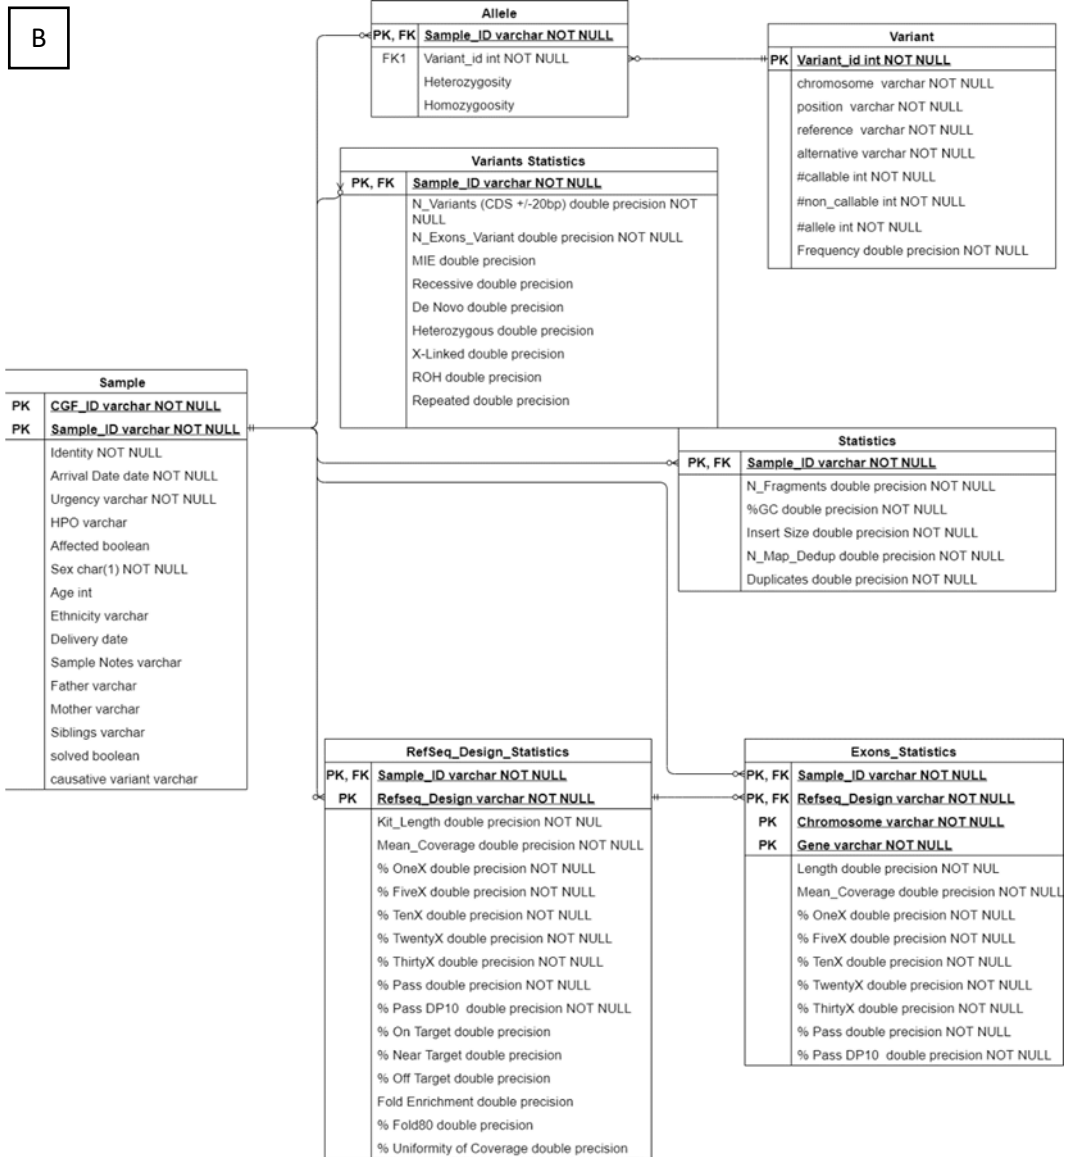 B
Allele
PK, FK Sample_ID varchar NOT NULL
FK1 Variant_id int NOT NULL
Heterozygosity
Homozygoosity
Variant
PK Variant_id int NOT NULL
chromosome varchar NOT NULL
position varchar NOT NULL
reference varchar NOT NULL
alternative varchar NOT NULL
#callable int NOT NULL
#non_callable int NOT NULL
#allele int NOT NULL
Frequency double precision NOT NULL
Variants Statistics
PK, FK Sample_ID varchar NOT NULL
N_Variants (CDS +/-20bp) double precision NOT
NULL
N_Exons_Variant double precision NOT NULL
MIE double precision
Recessive double precision
De Novo double precision
Heterozygous double precision
X-Linked double precision
ROH double precision
Repeated double precision
Sample
PK CGF_ID varchar NOT NULL
PK Sample_ID varchar NOT NULL
Identity NOT NULL
Arrival Date date NOT NULL
Urgency varchar NOT NULL
HPO varchar
Affected boolean
Sex char(1) NOT NULL
Age int
Ethnicity varchar
Delivery date
Sample Notes varchar
Father varchar
Mother varchar
Siblings varchar
solved boolean
causative variant varchar
Statistics
PK, FK Sample_ID varchar NOT NULL
N_Fragments double precision NOT NULL
%GC double precision NOT NULL
Insert Size double precision NOT NULL
N_Map_Dedup double precision NOT NULL
Duplicates double precision NOT NULL
RefSeq_Design_Statistics
PK, FK Sample_ID varchar NOT NULL
PK Refseq_Design varchar NOT NULL
Kit_Length double precision NOT NUL
Mean_Coverage double precision NOT NULL
% OneX double precision NOT NULL
% FiveX double precision NOT NULL
% TenX double precision NOT NULL
% TwentyX double precision NOT NULL
% ThirtyX double precision NOT NULL
% Pass double precision NOT NULL
% Pass DP10 double precision NOT NULL
% On Target double precision
% Near Target double precision
% Off Target double precision
Fold Enrichment double precision
% Fold80 double precision
% Uniformity of Coverage double precision
Exons_Statistics
PK, FK Sample_ID varchar NOT NULL
PK, FK Refseq_Design varchar NOT NULL
PK Chromosome varchar NOT NULL
PK Gene varchar NOT NULL
Length double precision NOT NUL
Mean_Coverage double precision NOT NULL
% OneX double precision NOT NULL
% FiveX double precision NOT NULL
% TenX double precision NOT NULL
% TwentyX double precision NOT NULL
% ThirtyX double precision NOT NULL
% Pass double precision NOT NULL
% Pass DP10 double precision NOT NULL